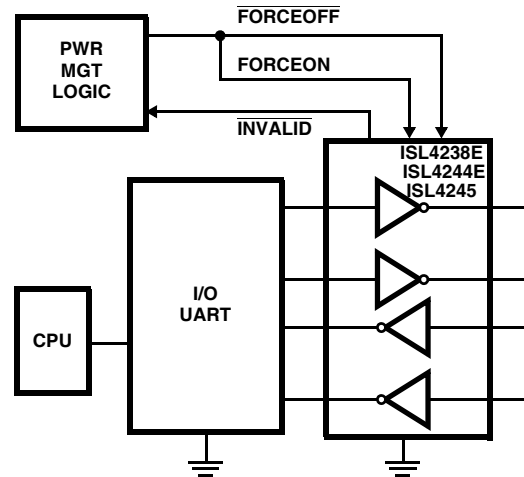 FORCEOFF
PWR
MGT
LOGIC
FORCEON
INVALID
ISL4238E
ISL4244E
ISL4245
I/O
UART
CPU